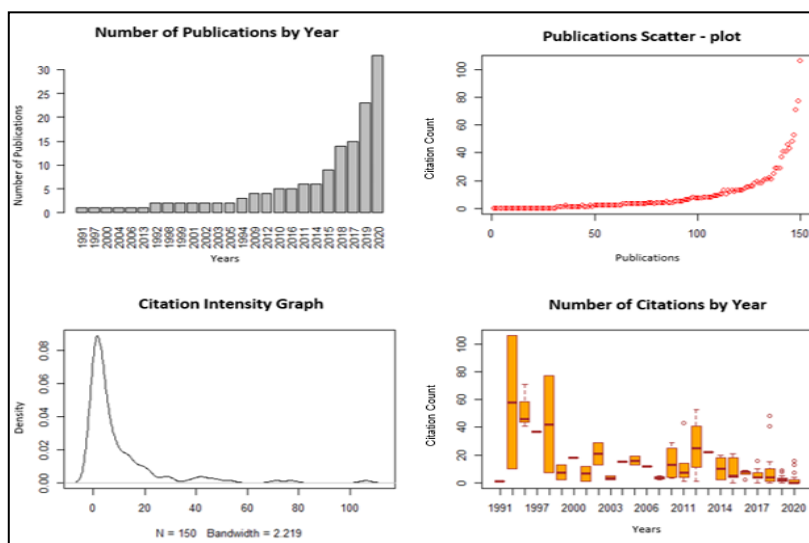 Number of Publications by Year
Number of Publications
30
25
20
15
10
5
0
1991 1997 2000 2004 2006 2013 1992 1998 1999 2001 2002 2003 2005 1994 2009 2012 2010 2016 2011 2014 2015 2018 2017 2019 2020
Years
Publications Scatter - plot
Citation Count
100
80
60
40
20
0
0 50 100 150
Publications
Citation Intensity Graph
Density
0.08
0.06
0.04
0.02
0.00
0 20 40 60 80 100
N = 150 Bandwidth = 2.219
Number of Citations by Year
Citation Count
100
80
60
40
20
0
1991 1997 2000 2003 2008 2011 2014 2017 2020
Years